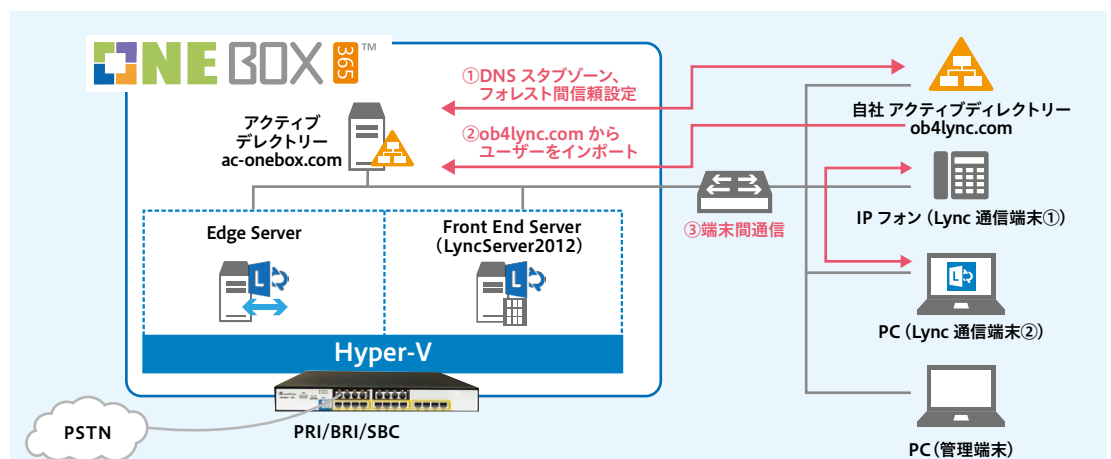 ONE BOX 365™
①DNS スタブゾーン、
フォレスト間信頼設定
②ob4lync.com から
ユーザーをインポート
アクティブ
デレクトリー
ac-onebox.com
自社 アクティブディレクトリー
ob4lync.com
③端末間通信
IP フォン（Lync 通信端末①）
Edge Server
Front End Server
（LyncServer2012）
L
L
L
PC（Lync 通信端末②）
Hyper-V
PRI/BRI/SBC
PSTN
PC（管理端末）